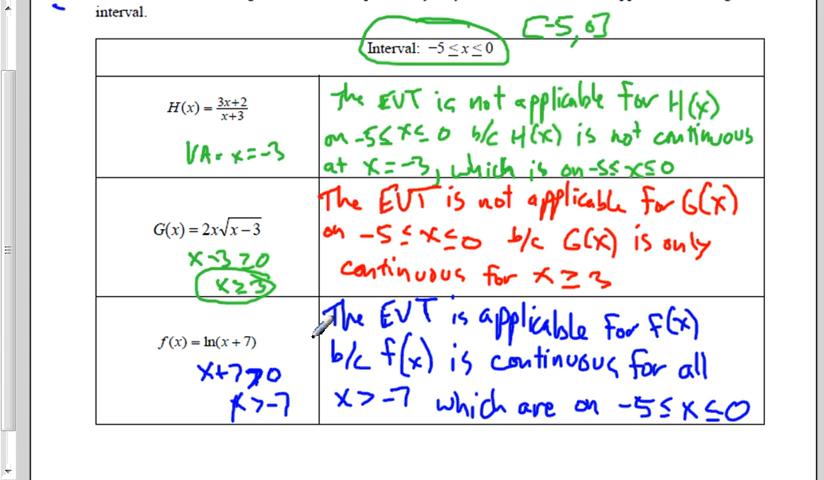 interval.
[-5, 0]
Interval: −5 ≤ x ≤ 0
H(x) = 3x+2 / x+3
VA: x = -3
The EVT is not applicable for H(x)
on -5 ≤ x ≤ 0 b/c H(x) is not continuous
at x = -3, which is on -5 ≤ x ≤ 0
G(x) = 2x√x−3
x-3 ≥ 0
x ≥ 3
The EVT is not applicable for G(x)
on -5 ≤ x ≤ 0 b/c G(x) is only
continuous for x ≥ 3
f(x) = ln(x+7)
x+7 > 0
x > -7
The EVT is applicable for f(x)
b/c f(x) is continuous for all
x > -7 which are on -5 ≤ x ≤ 0